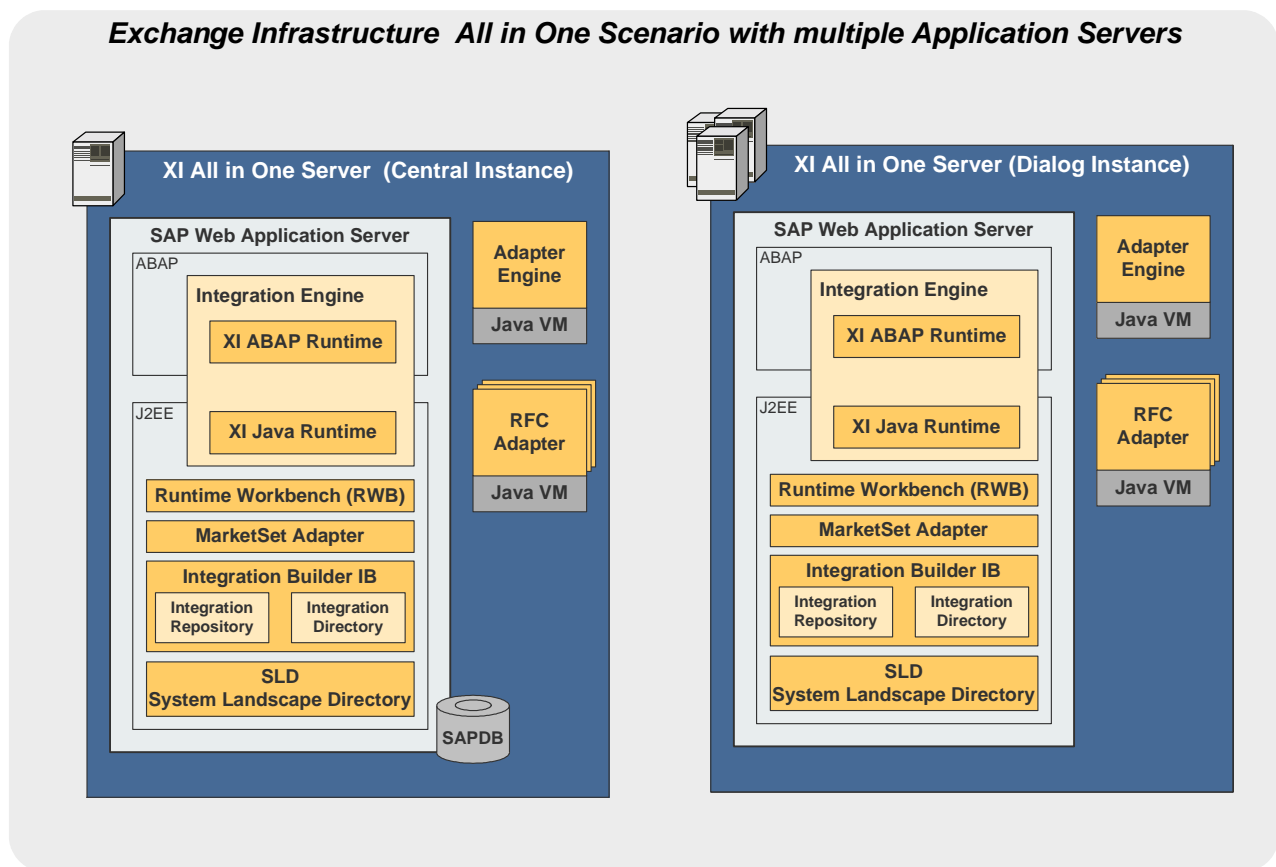 Exchange Infrastructure All in One Scenario with multiple Application Servers
XI All in One Server (Central Instance)
SAP Web Application Server
ABAP
Integration Engine
XI ABAP Runtime
J2EE
XI Java Runtime
Runtime Workbench (RWB)
MarketSet Adapter
Integration Builder IB
Integration
Repository
Integration
Directory
SLD
System Landscape Directory
SAPDB
Adapter
Engine
Java VM
RFC
Adapter
Java VM
XI All in One Server (Dialog Instance)
SAP Web Application Server
ABAP
Integration Engine
XI ABAP Runtime
J2EE
XI Java Runtime
Runtime Workbench (RWB)
MarketSet Adapter
Integration Builder IB
Integration
Repository
Integration
Directory
SLD
System Landscape Directory
Adapter
Engine
Java VM
RFC
Adapter
Java VM